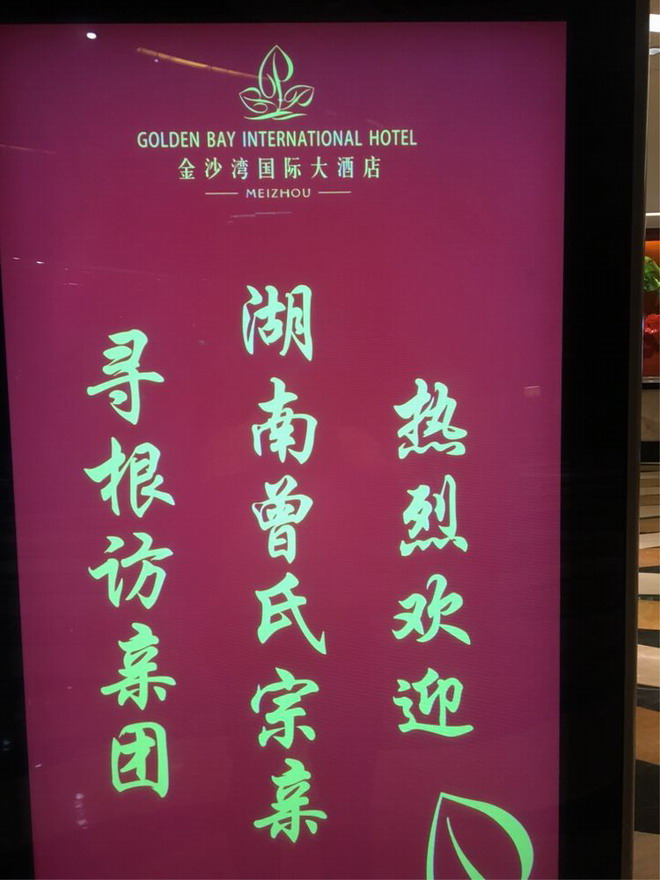 GOLDEN BAY INTERNATIONAL HOTEL
金沙湾国际大酒店
MEIZHOU
热烈欢迎
湖南曾氏宗亲
寻根访亲团